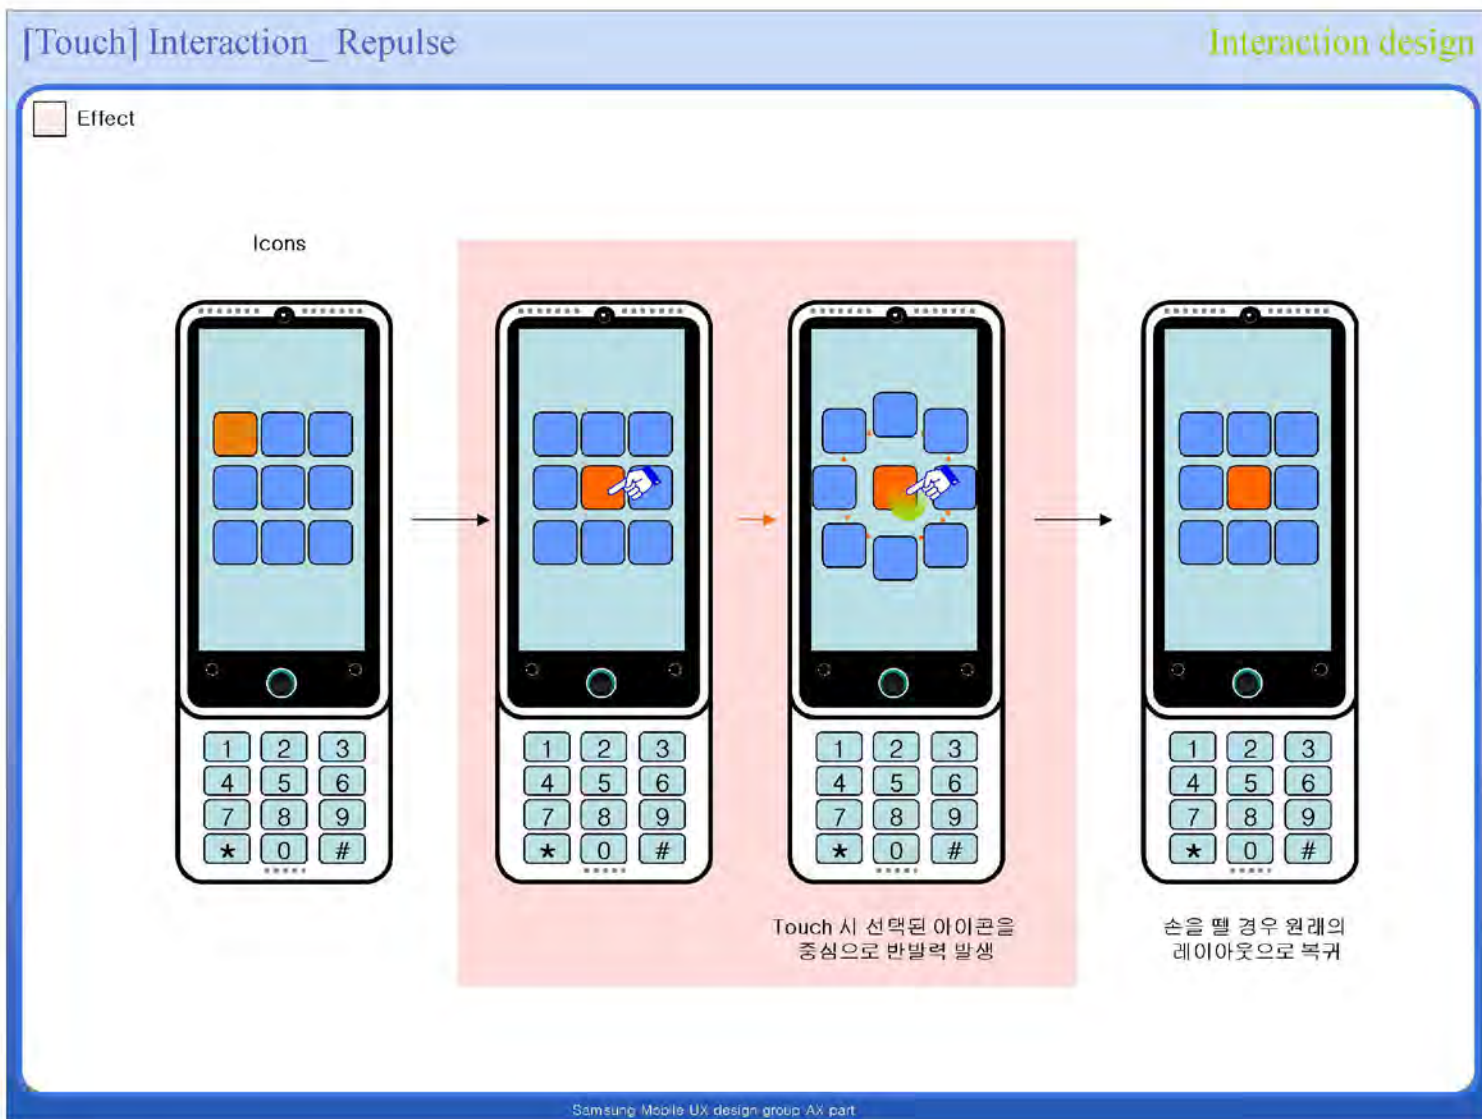 [Touch] Interaction_ Repulse
Interaction design
Effect
Icons
1 2 3
4 5 6
7 8 9
* 0 #
1 2 3
4 5 6
7 8 9
* 0 #
1 2 3
4 5 6
7 8 9
* 0 #
1 2 3
4 5 6
7 8 9
* 0 #
Touch 시 선택된 아이콘을
중심으로 반발력 발생
손을 뗄 경우 원래의
레이아웃으로 복귀
Samsung Mobile UX design group AX part